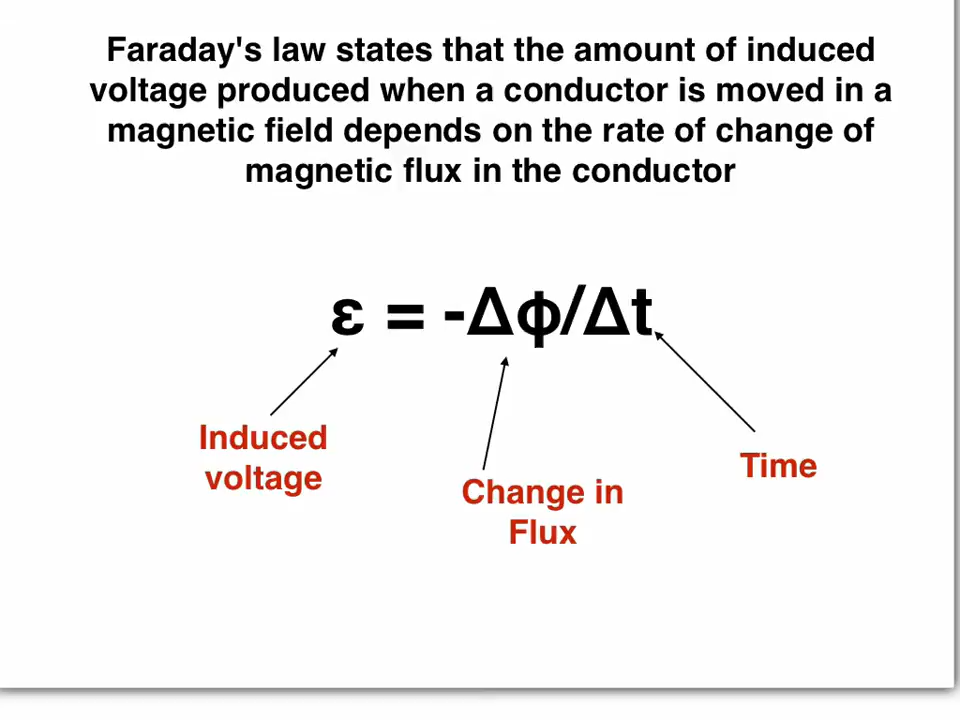 Faraday's law states that the amount of induced
voltage produced when a conductor is moved in a
magnetic field depends on the rate of change of
magnetic flux in the conductor
ε = -Δϕ/Δt
Induced
voltage
Change in
Flux
Time